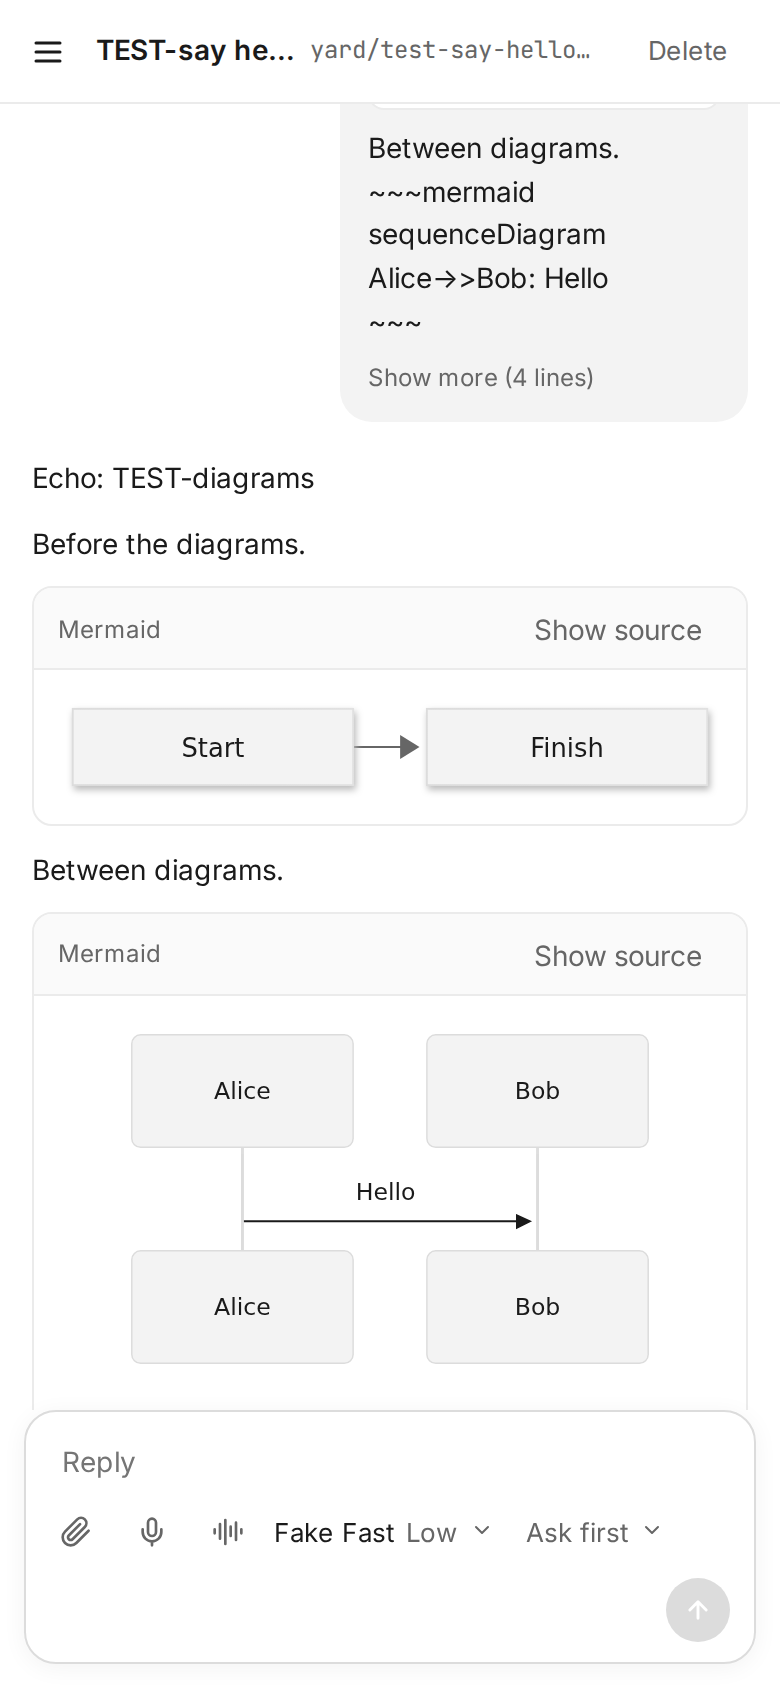 TEST-say he... yard/test-say-hello… Delete
Between diagrams.
~~~mermaid
sequenceDiagram
Alice->>Bob: Hello
~~~
Show more (4 lines)
Echo: TEST-diagrams
Before the diagrams.
Mermaid Show source
Start Finish
Between diagrams.
Mermaid Show source
Alice Bob
Hello
Alice Bob
Reply
Fake Fast Low Ask first